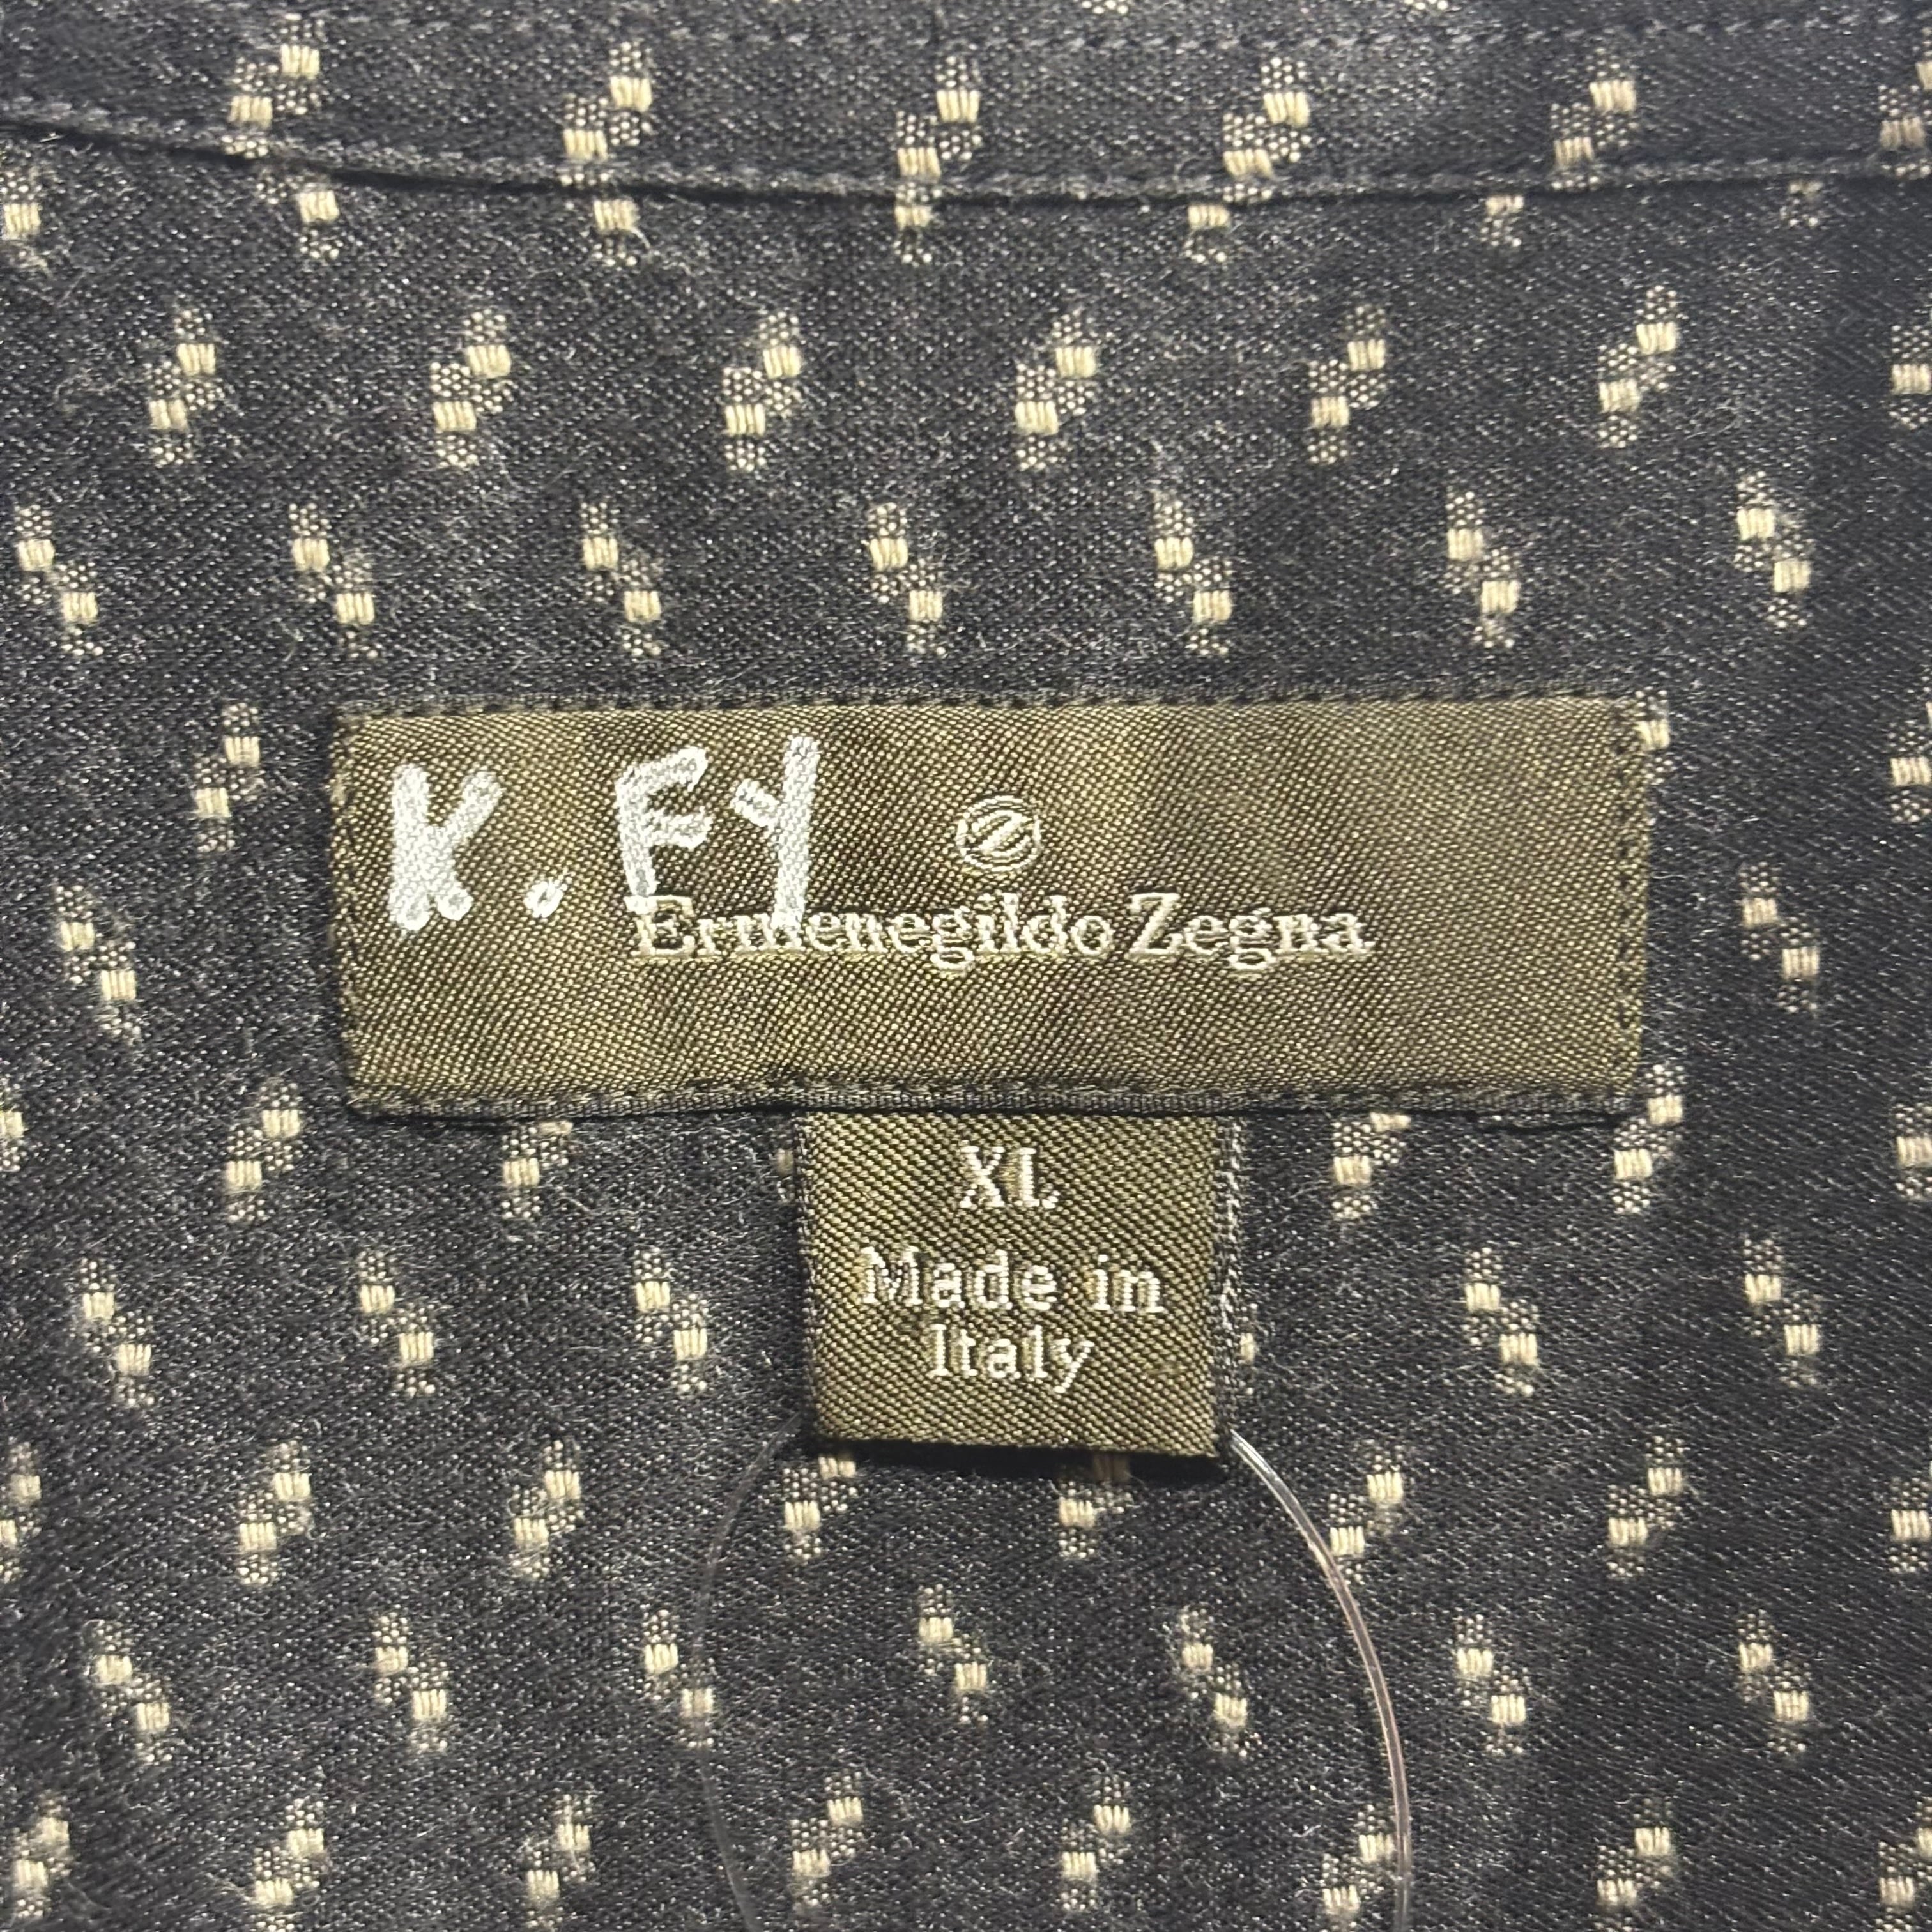 K. FY
Ermenegildo Zegna
XL
Made in
Italy